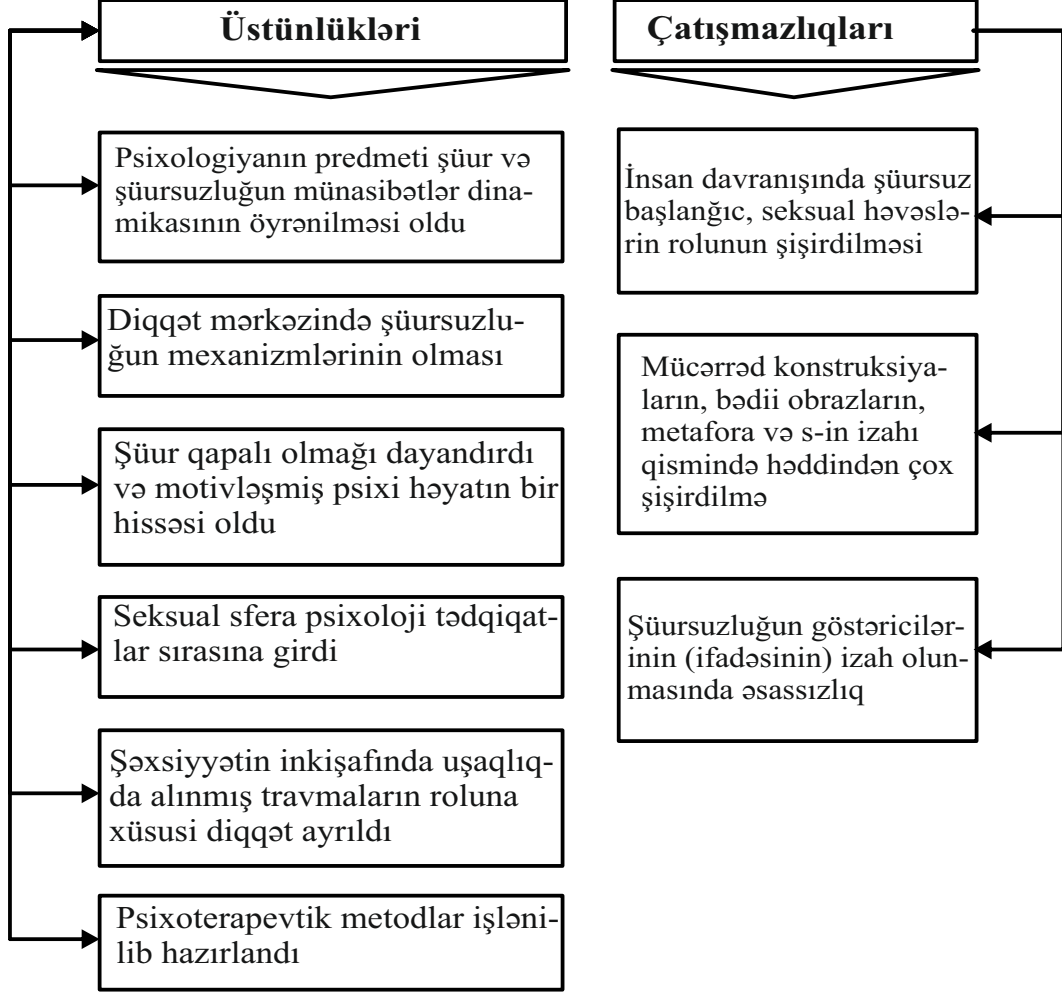 Üstünlükləri
Psixologiyanın predmeti şüur və
şüursuzluğun münasibətlər dina-
mikasının öyrənilməsi oldu
Diqqət mərkəzində şüursuzlu-
ğun mexanizmlərinin olması
Şüur qapalı olmağı dayandırdı
və motivləşmiş psixi həyatın bir
hissəsi oldu
Seksual sfera psixoloji tədqiqat-
lar sırasına girdi
Şəxsiyyətin inkişafında uşaqlıq-
da alınmış travmaların roluna
xüsusi diqqət ayrıldı
Psixoterapevtik metodlar işləni-
lib hazırlandı
Çatışmazlıqları
İnsan davranışında şüursuz
başlanğıc, seksual həvəslə-
rin rolunun şişirdilməsi
Mücərrəd konstruksiya-
ların, bədii obrazların,
metafora və s-in izahı
qismində həddindən çox
şişirdilmə
Şüursuzluğun göstəricilər-
inin (ifadəsinin) izah olun-
masında əsassızlıq